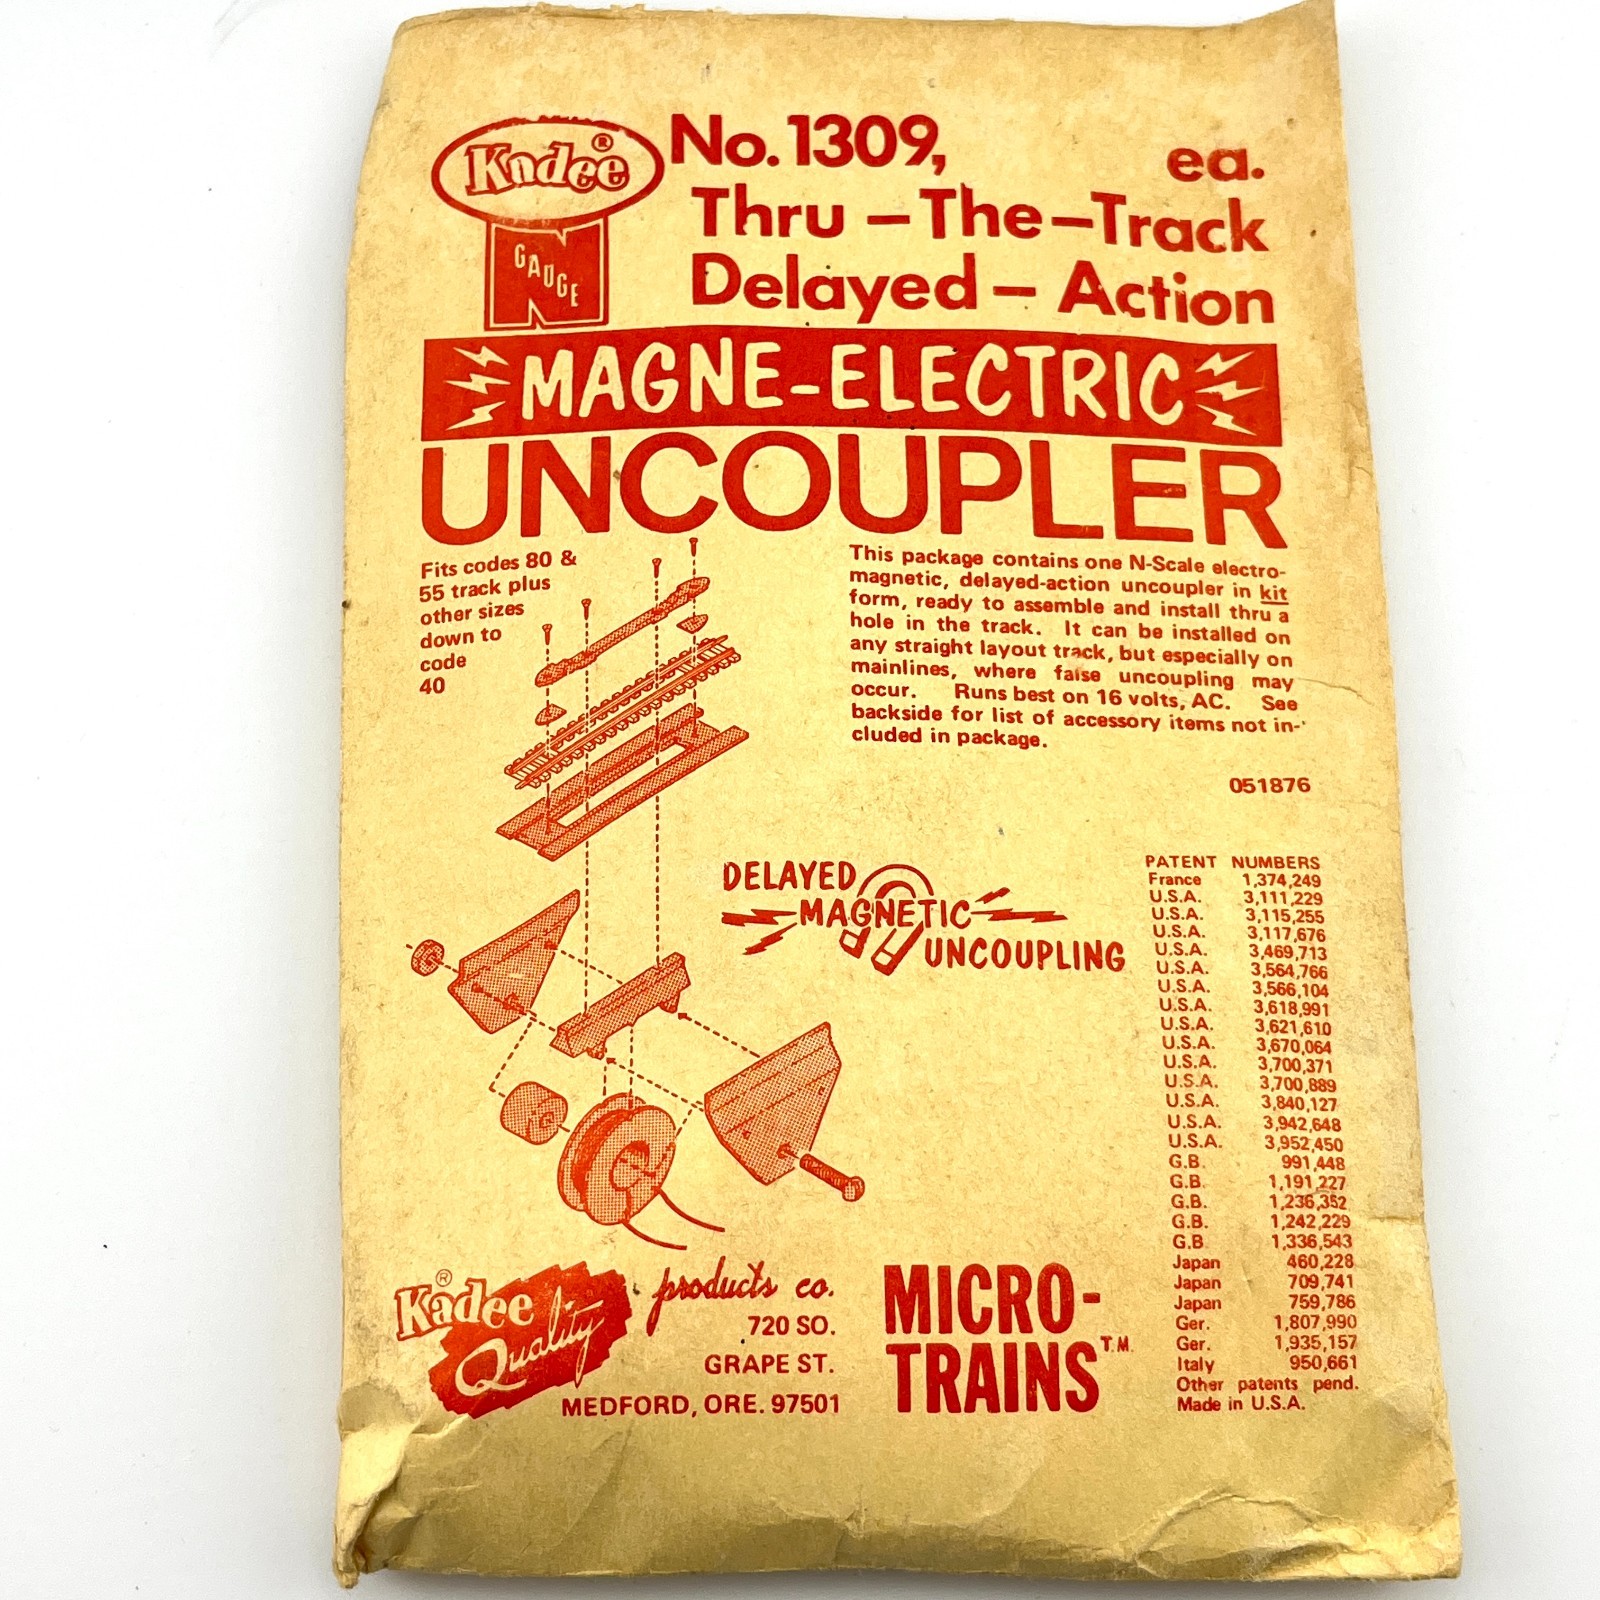 Kadee®
N GAUGE
No. 1309, ea.
Thru – The – Track
Delayed – Action
MAGNE-ELECTRIC
UNCOUPLER
Fits codes 80 &
55 track plus
other sizes
down to
code
40
This package contains one N-Scale electro-
magnetic, delayed-action uncoupler in kit
form, ready to assemble and install thru a
hole in the track. It can be installed on
any straight layout track, but especially on
mainlines, where false uncoupling may
occur. Runs best on 16 volts, AC. See
backside for list of accessory items not in-
cluded in package.
051876
DELAYED
MAGNETIC
UNCOUPLING
PATENT NUMBERS
France 1,374,249
U.S.A. 3,111,229
U.S.A. 3,115,255
U.S.A. 3,117,676
U.S.A. 3,469,713
U.S.A. 3,564,766
U.S.A. 3,566,104
U.S.A. 3,618,991
U.S.A. 3,621,610
U.S.A. 3,670,064
U.S.A. 3,700,371
U.S.A. 3,700,889
U.S.A. 3,840,127
U.S.A. 3,942,648
U.S.A. 3,952,450
G.B. 991,448
G.B. 1,191,227
G.B. 1,236,352
G.B. 1,242,229
G.B. 1,336,543
Japan 460,228
Japan 709,741
Japan 759,786
Ger. 1,807,990
Ger. 1,935,157
Italy 950,661
Other patents pend.
Made in U.S.A.
Kadee®
Quality
products co.
720 SO.
GRAPE ST.
MEDFORD, ORE. 97501
MICRO-
TRAINS T.M.